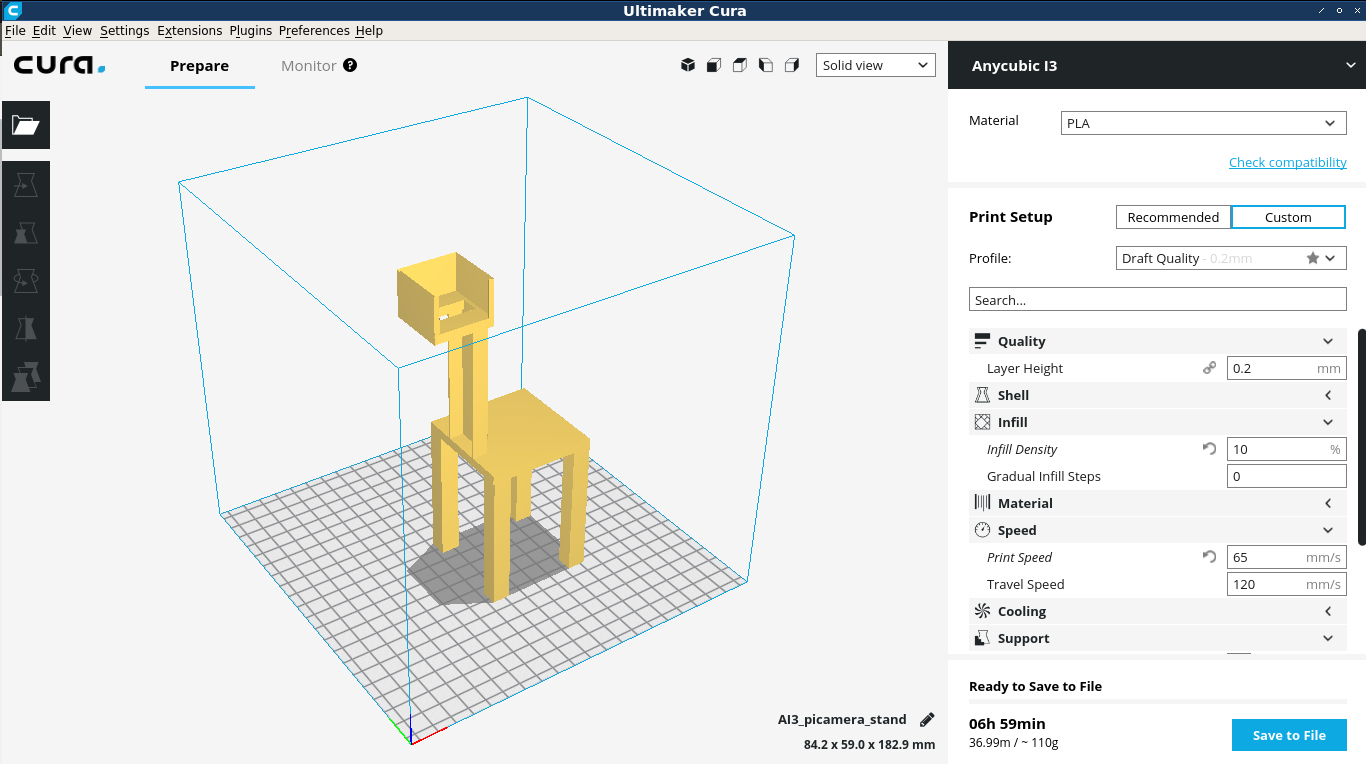 Ultimaker Cura
File Edit View Settings Extensions Plugins Preferences Help
cura.
Prepare
Monitor ?
Solid view
Anycubic I3
Material
PLA
Check compatibility
Print Setup
Recommended
Custom
Profile:
Draft Quality - 0.2mm
Search...
Quality
Layer Height 0.2 mm
Shell
Infill
Infill Density 10 %
Gradual Infill Steps 0
Material
Speed
Print Speed 65 mm/s
Travel Speed 120 mm/s
Cooling
Support
AI3_picamera_stand
84.2 x 59.0 x 182.9 mm
Ready to Save to File
06h 59min
36.99m / ~ 110g
Save to File